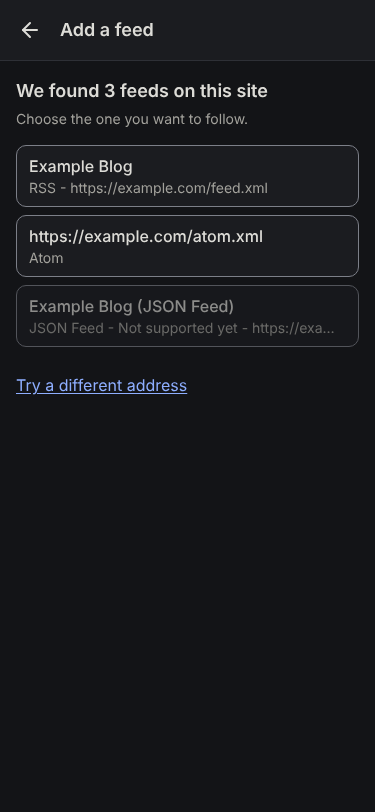 Add a feed
We found 3 feeds on this site
Choose the one you want to follow.
Example Blog
RSS - https://example.com/feed.xml
https://example.com/atom.xml
Atom
Example Blog (JSON Feed)
JSON Feed - Not supported yet - https://exa...
Try a different address